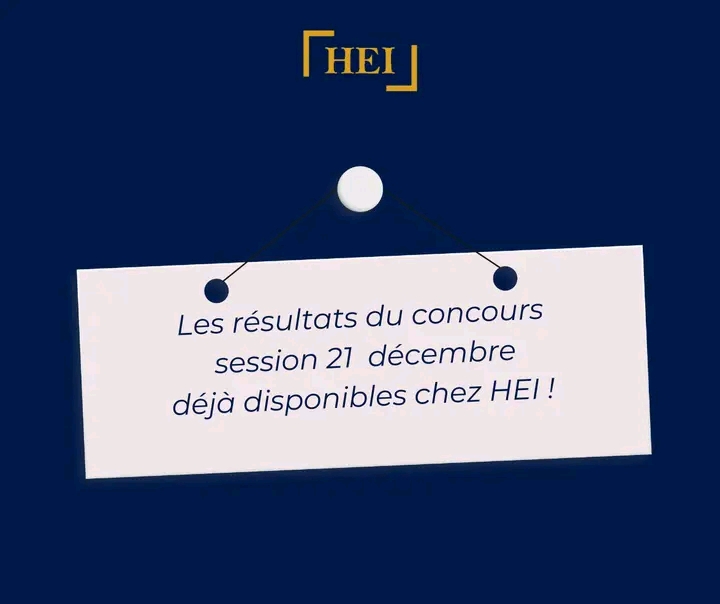 HEI
Les résultats du concours
session 21 décembre
déjà disponibles chez HEI !